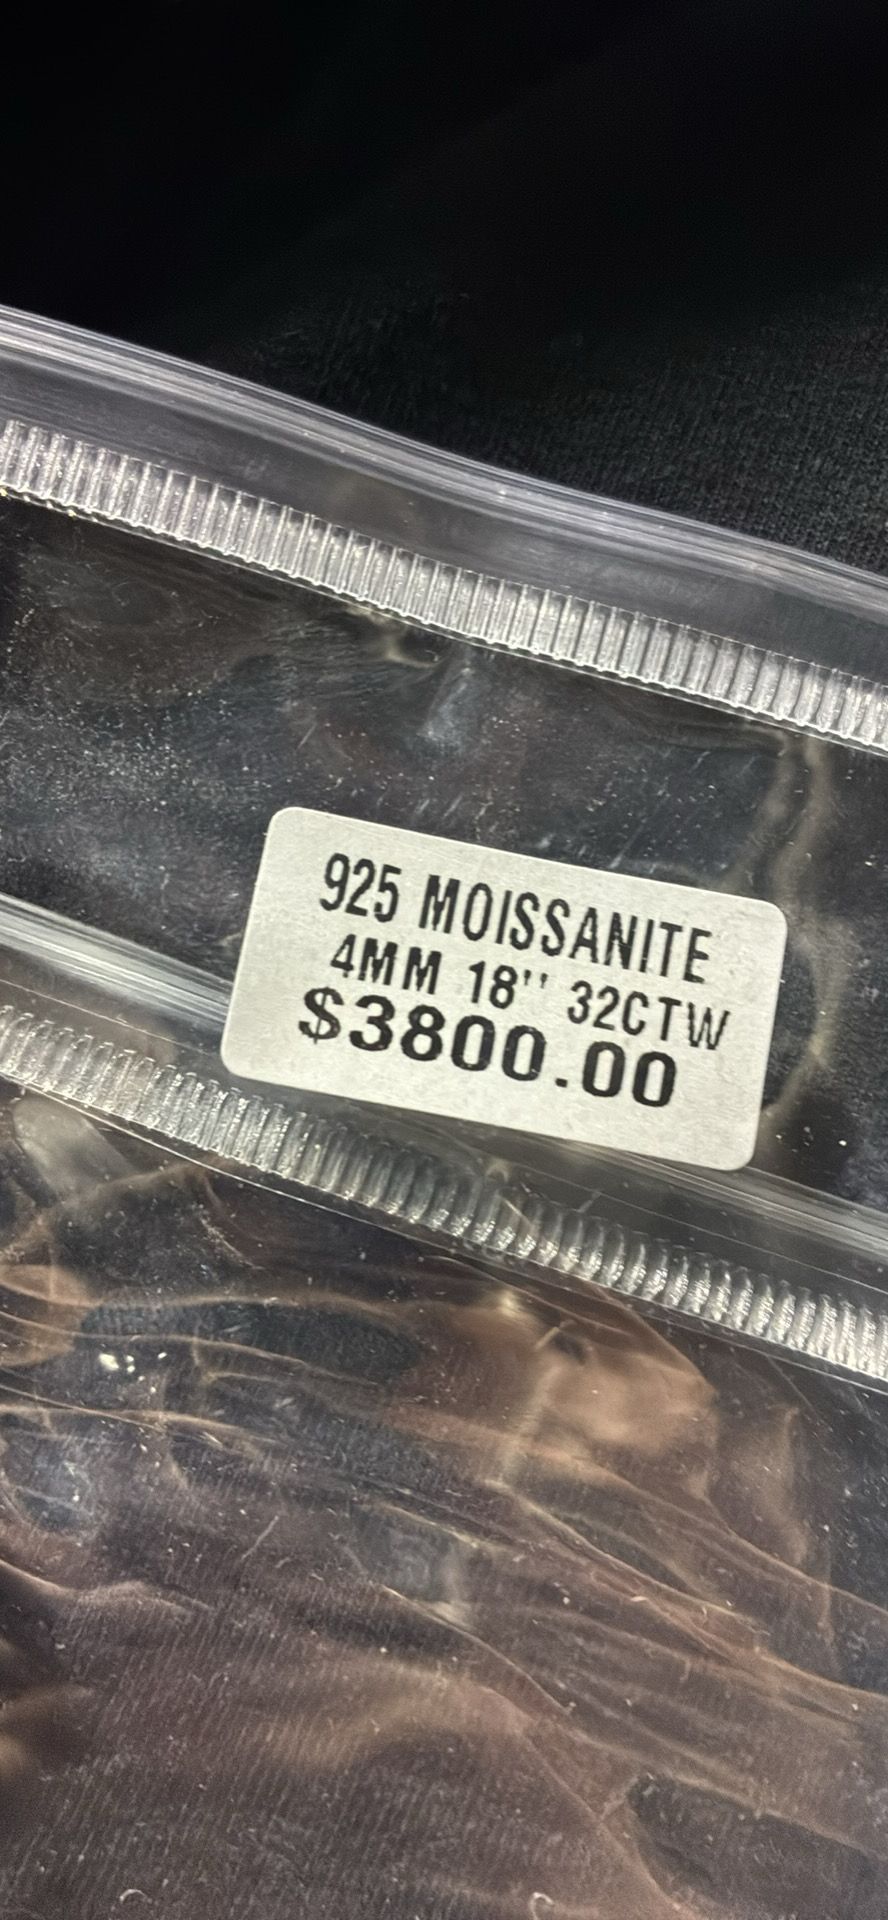 925 MOISSANITE
4MM 18'' 32CTW
$3800.00